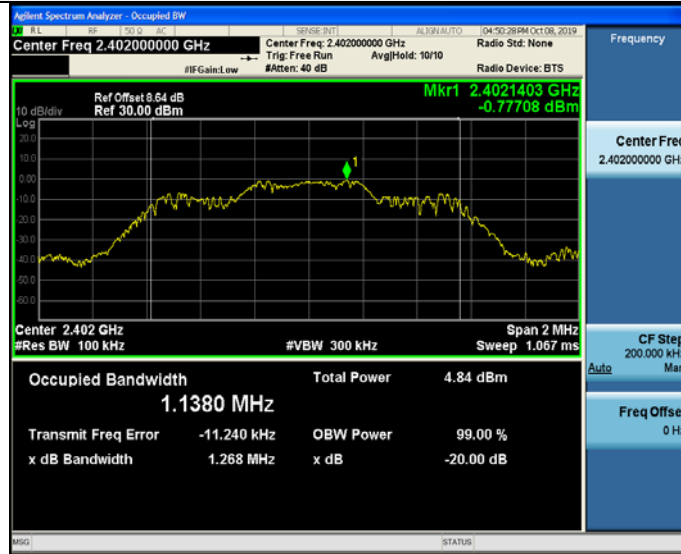 Agilent Spectrum Analyzer - Occupied BW
RL RF 50 Ω AC SENSE:INT ALIGN AUTO 04:50:28 PM Oct 08, 2019
Center Freq 2.402000000 GHz
Center Freq: 2.402000000 GHz
Radio Std: None
Trig: Free Run Avg|Hold: 10/10
#IFGain:Low #Atten: 40 dB Radio Device: BTS
Mkr1 2.4021403 GHz
-0.77708 dBm
Ref Offset 8.64 dB
10 dB/div Ref 30.00 dBm
Log
20.0
10.0
1
0.00
-10.0
-20.0
-30.0
-40.0
-50.0
-60.0
Center 2.402 GHz Span 2 MHz
#Res BW 100 kHz #VBW 300 kHz Sweep 1.067 ms
Occupied Bandwidth Total Power 4.84 dBm
1.1380 MHz
Transmit Freq Error -11.240 kHz OBW Power 99.00 %
x dB Bandwidth 1.268 MHz x dB -20.00 dB
MSG STATUS
Frequency
Center Fre
2.402000000 GH
CF Step
200.000 kH
Auto Ma
Freq Offse
0 H